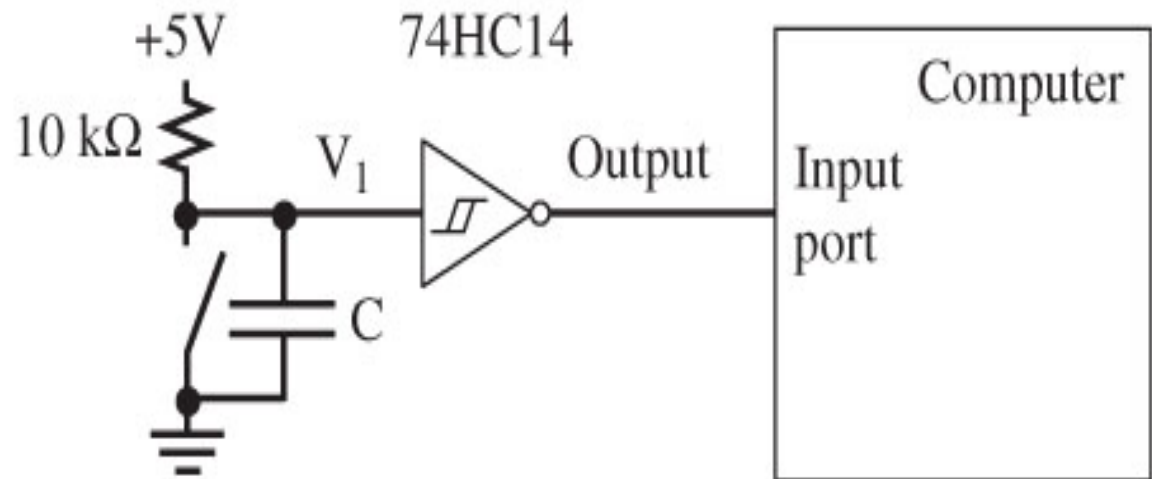 +5V
74HC14
Computer
10 kΩ
V1
Output
Input
port
C